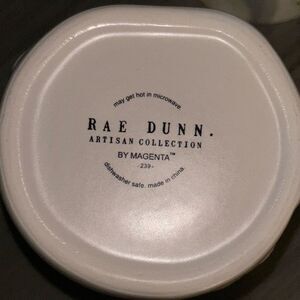 may get hot in microwave.
RAE DUNN.
ARTISAN COLLECTION
BY MAGENTA™
-239-
dishwasher safe. made in china.